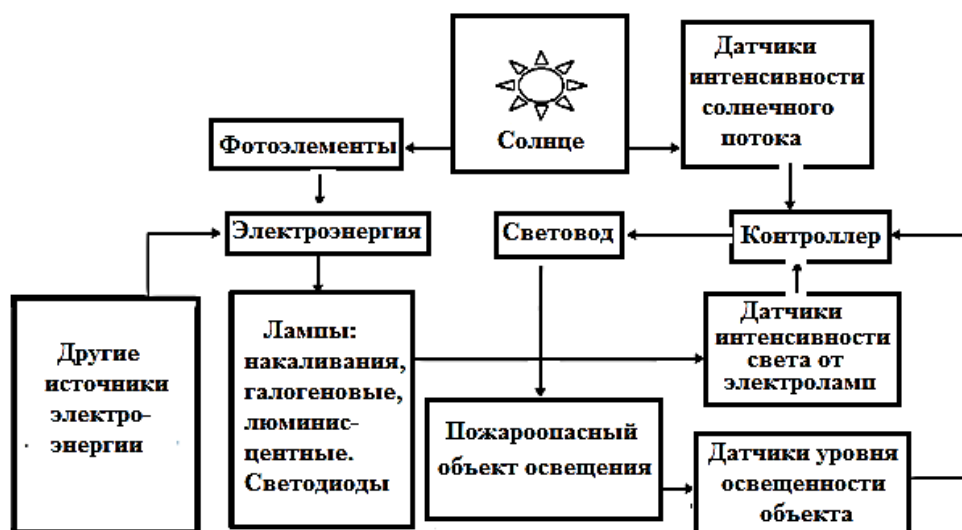 Солнце
Датчики
интенсивности
солнечного
потока
Фотоэлементы
Электроэнергия
Световод
Контроллер
Другие
источники
электро-
энергии
Лампы:
накаливания,
галогеновые,
люминис-
центные.
Светодиоды
Датчики
интенсивности
света от
электроламп
Пожароопасный
объект освещения
Датчики уровня
освещенности
объекта